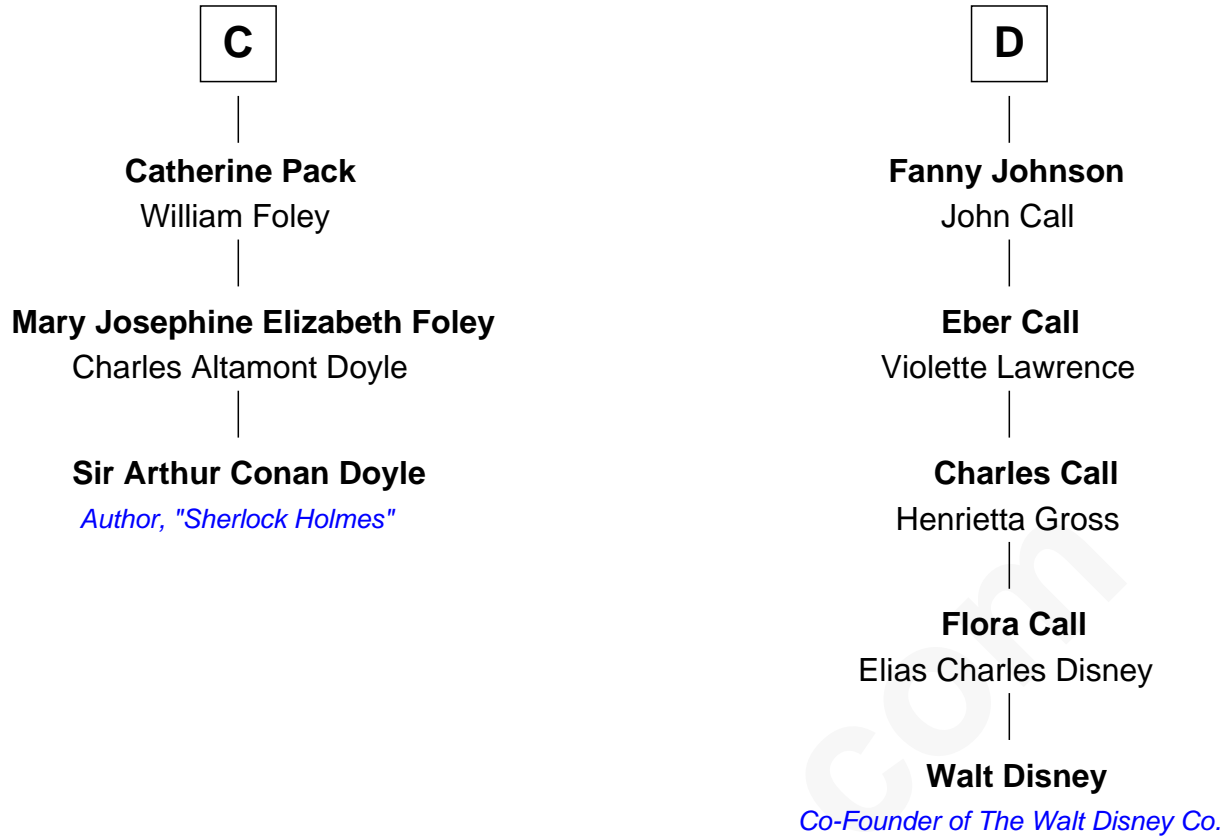 C
Catherine Pack
William Foley
Mary Josephine Elizabeth Foley
Charles Altamont Doyle
Sir Arthur Conan Doyle
Author, "Sherlock Holmes"
D
Fanny Johnson
John Call
Eber Call
Violette Lawrence
Charles Call
Henrietta Gross
Flora Call
Elias Charles Disney
Walt Disney
Co-Founder of The Walt Disney Co.
com